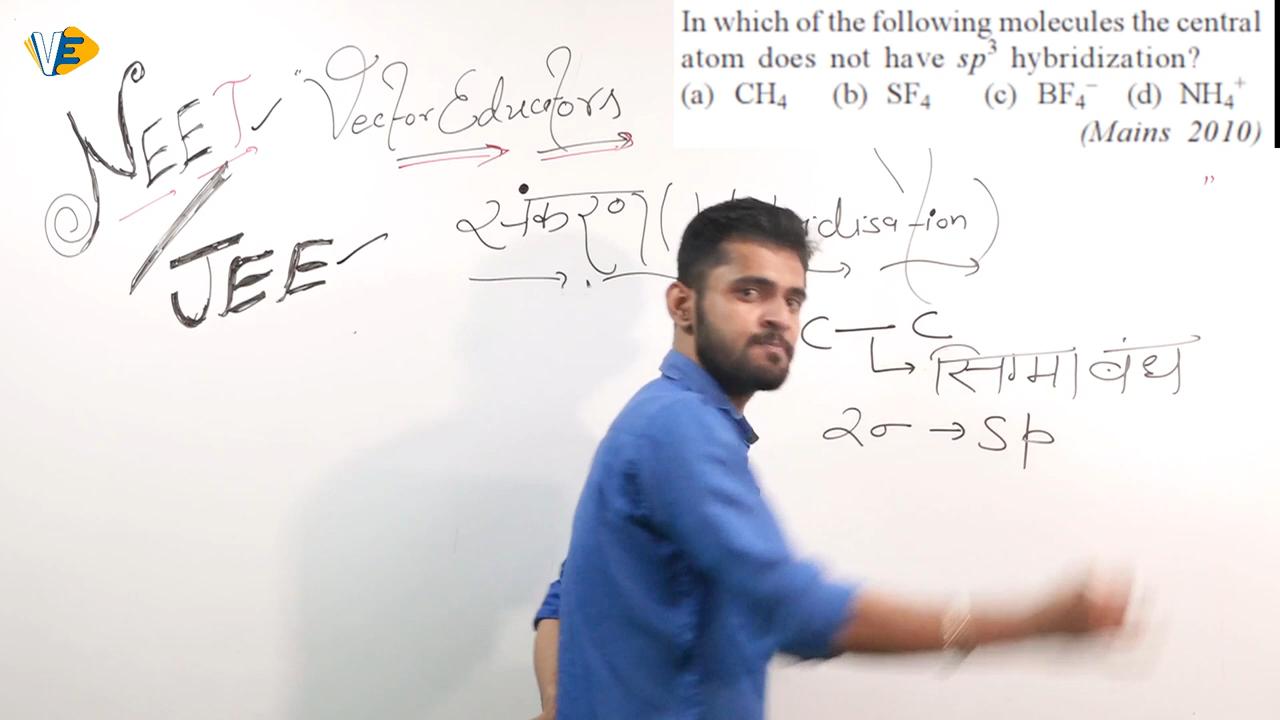 VE
In which of the following molecules the central
atom does not have sp³ hybridization?
(a) CH₄ (b) SF₄ (c) BF₄⁻ (d) NH₄⁺
(Mains 2010)
NEET
/
JEE
"Vector Educators
"
संकरण (
disation)
C — C
सिग्मा बंध
2σ → sp